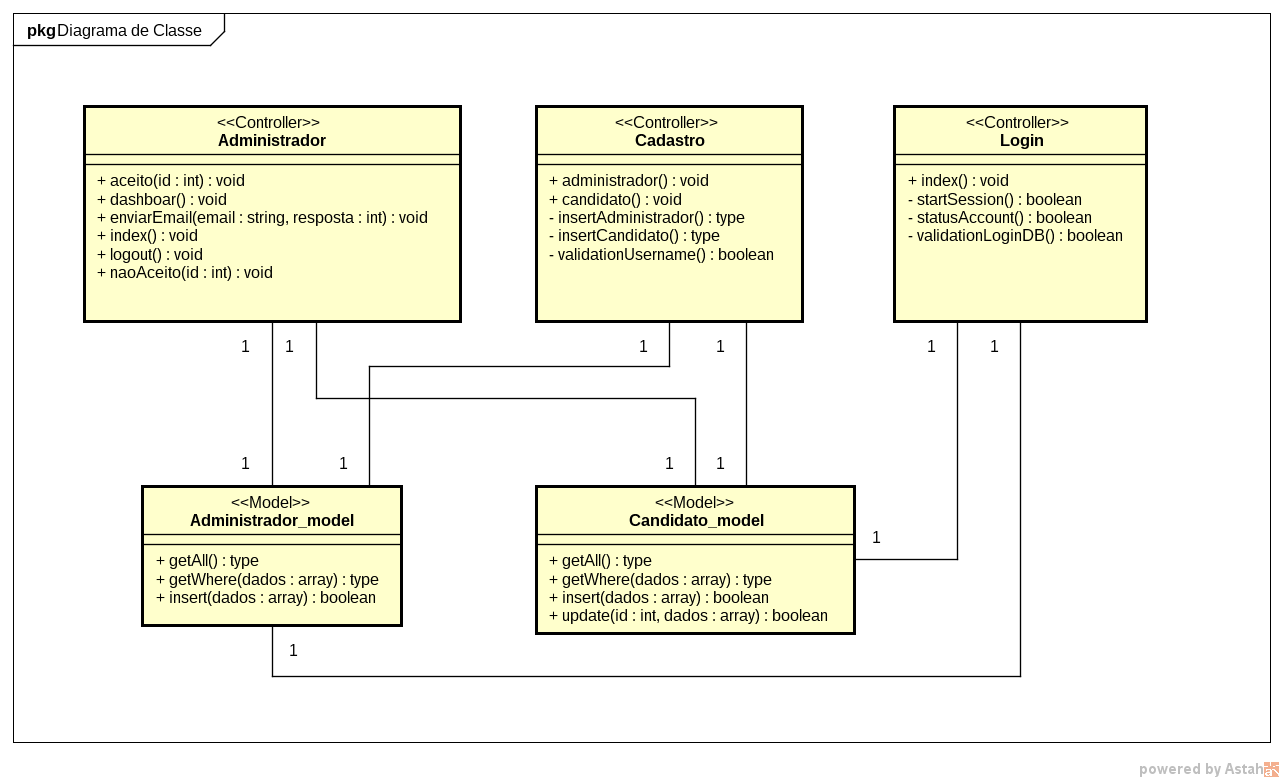 pkg Diagrama de Classe
<<Controller>>
Administrador
+ aceito(id : int) : void
+ dashboar() : void
+ enviarEmail(email : string, resposta : int) : void
+ index() : void
+ logout() : void
+ naoAceito(id : int) : void
<<Controller>>
Cadastro
+ administrador() : void
+ candidato() : void
- insertAdministrador() : type
- insertCandidato() : type
- validationUsername() : boolean
<<Controller>>
Login
+ index() : void
- startSession() : boolean
- statusAccount() : boolean
- validationLoginDB() : boolean
1 1 1 1 1 1
1 1 1 1
<<Model>>
Administrador_model
+ getAll() : type
+ getWhere(dados : array) : type
+ insert(dados : array) : boolean
<<Model>>
Candidato_model
+ getAll() : type
+ getWhere(dados : array) : type
+ insert(dados : array) : boolean
+ update(id : int, dados : array) : boolean
1
1
powered by Astah